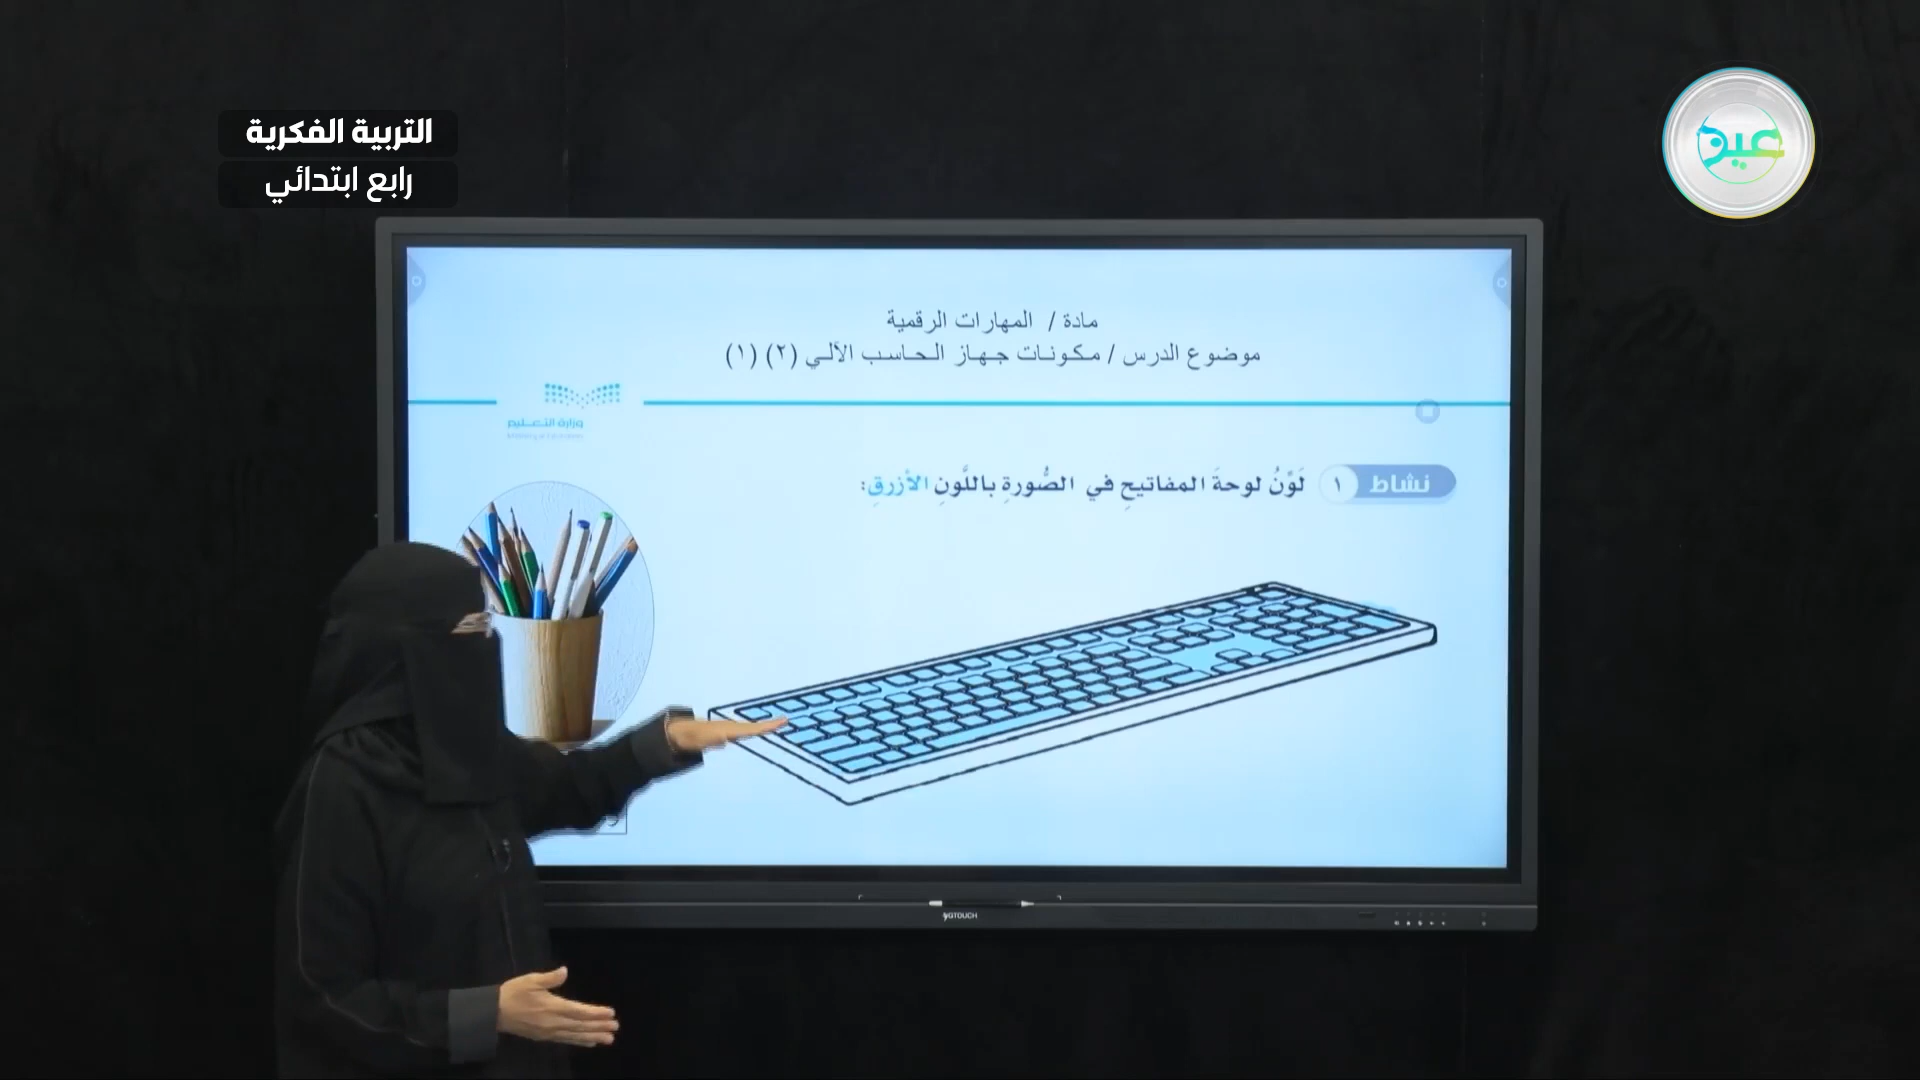 التربية الفكرية
رابع ابتدائي
عين
مادة / المهارات الرقمية
موضوع الدرس / مكونات جهاز الحاسب الآلي (٢) (١)
وزارة التعليم
نشاط ١ لَوِّنُ لوحةَ المفاتيحِ في الصُّورةِ باللَّونِ الأزرقِ: